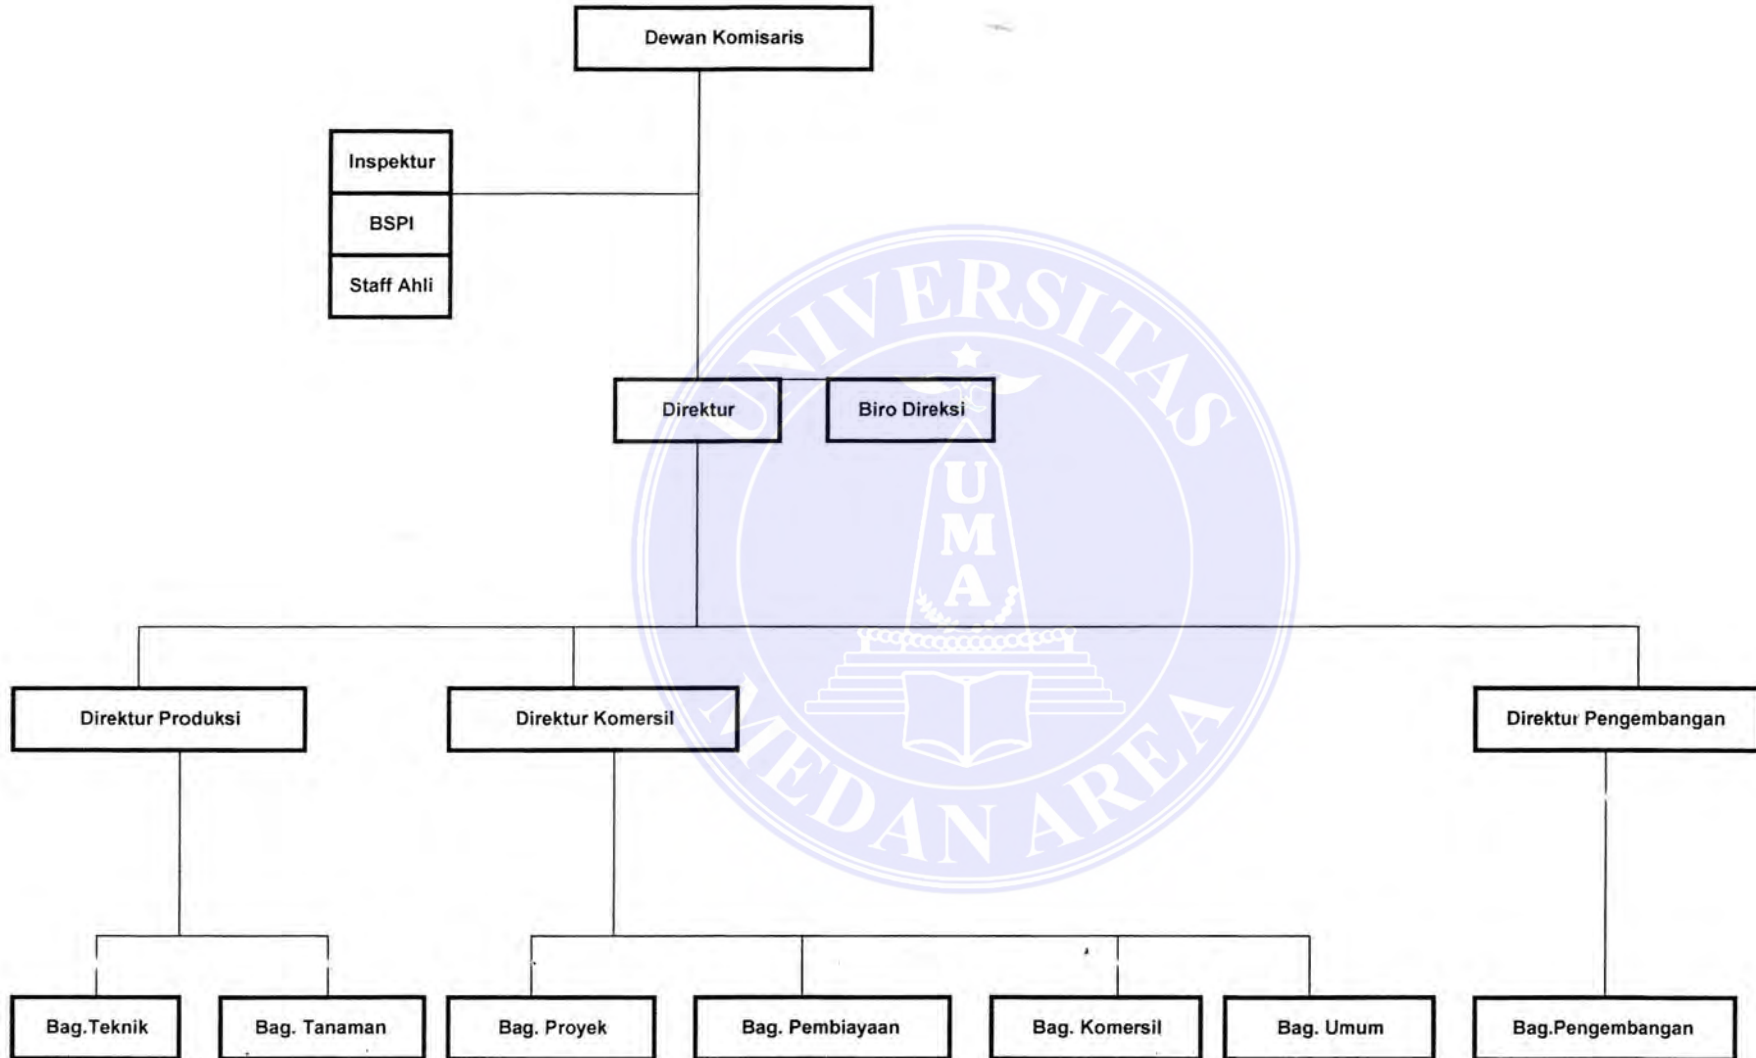 Dewan Komisaris
Inspektur
BSPI
Staff Ahli
Direktur
Biro Direksi
UNIVERSITAS
UMA
MEDAN AREA
Direktur Produksi
Direktur Komersil
Direktur Pengembangan
Bag.Teknik
Bag. Tanaman
Bag. Proyek
Bag. Pembiayaan
Bag. Komersil
Bag. Umum
Bag.Pengembangan